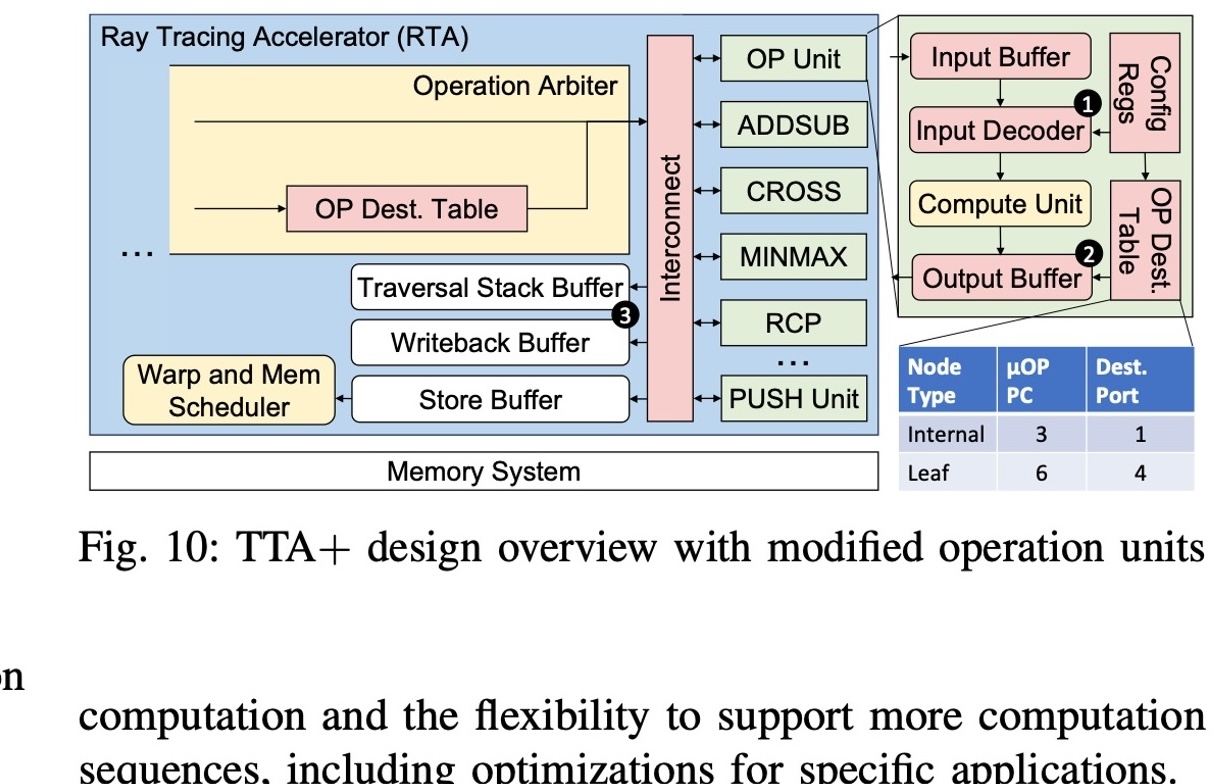 Ray Tracing Accelerator (RTA)
Operation Arbiter
OP Dest. Table
...
Traversal Stack Buffer
3
Writeback Buffer
Warp and Mem
Scheduler
Store Buffer
Interconnect
OP Unit
ADDSUB
CROSS
MINMAX
RCP
...
PUSH Unit
Memory System
Input Buffer
Config
Regs
1
Input Decoder
Compute Unit
OP Dest.
Table
2
Output Buffer
Node Type μOP PC Dest. Port
Internal 3 1
Leaf 6 4
Fig. 10: TTA+ design overview with modified operation units
on
computation and the flexibility to support more computation
sequences, including optimizations for specific applications.